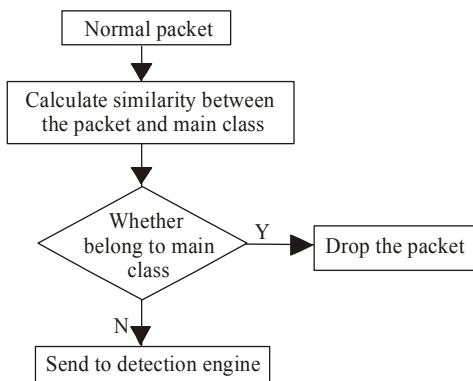 Normal packet
Calculate similarity between
the packet and main class
Whether
belong to main
class
Y
Drop the packet
N
Send to detection engine